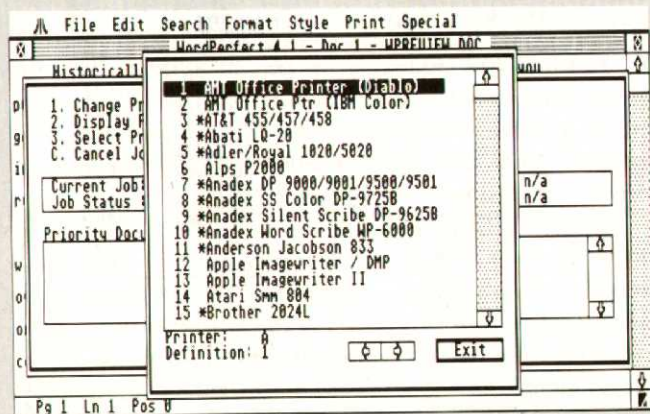 File Edit Search Format Style Print Special
WordPerfect 4.1 - Doc 1 - WPREVIEW.DOC
Historicall
you
1. Change Pr
2. Display
3. Select Pr
C. Cancel Jo
Current Job
Job Status
n/a
n/a
Priority Docu
1 AMT Office Printer (Diablo)
2 AMT Office Ptr (IBM Color)
3 *AT&T 455/457/458
4 *Abati LQ-20
5 *Adler/Royal 1020/5020
6 Alps P2000
7 *Anadex DP 9000/9001/9500/9501
8 *Anadex SS Color DP-9725B
9 *Anadex Silent Scribe DP-9625B
10 *Anadex Word Scribe WP-6000
11 *Anderson Jacobson 833
12 Apple Imagewriter / DMP
13 Apple Imagewriter II
14 Atari Smm 804
15 *Brother 2024L
Printer: A
Definition: 1
Exit
Pg 1 Ln 1 Pos 0